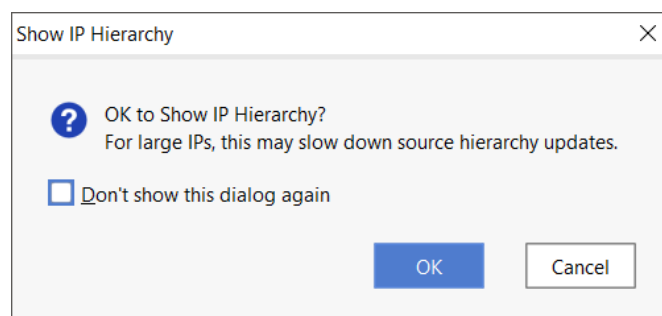 Show IP Hierarchy
OK to Show IP Hierarchy?
For large IPs, this may slow down source hierarchy updates.
Don't show this dialog again
OK
Cancel